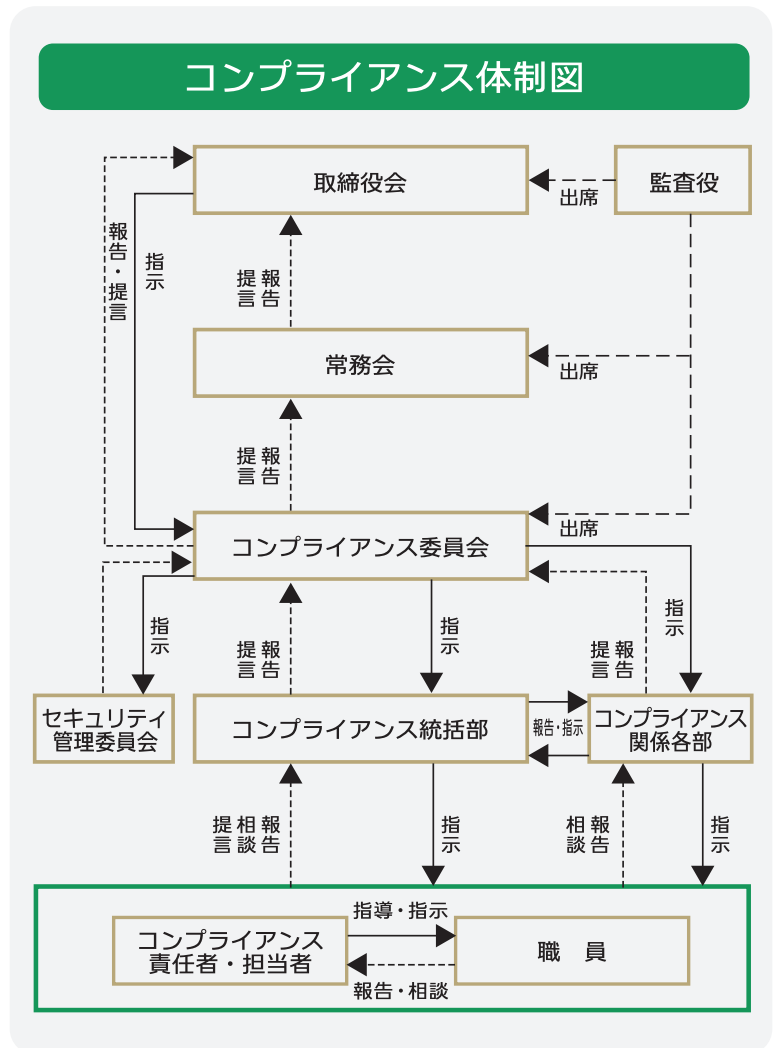 コンプライアンス体制図
取締役会
監査役
出席
報告・提言
指示
報告
提言
常務会
出席
報告
提言
コンプライアンス委員会
出席
指示
報告
提言
指示
報告
提言
指示
セキュリティ
管理委員会
コンプライアンス統括部
報告・指示
コンプライアンス
関係各部
報告
相談
提言
指示
報告
相談
指示
コンプライアンス
責任者・担当者
指導・指示
職　員
報告・相談